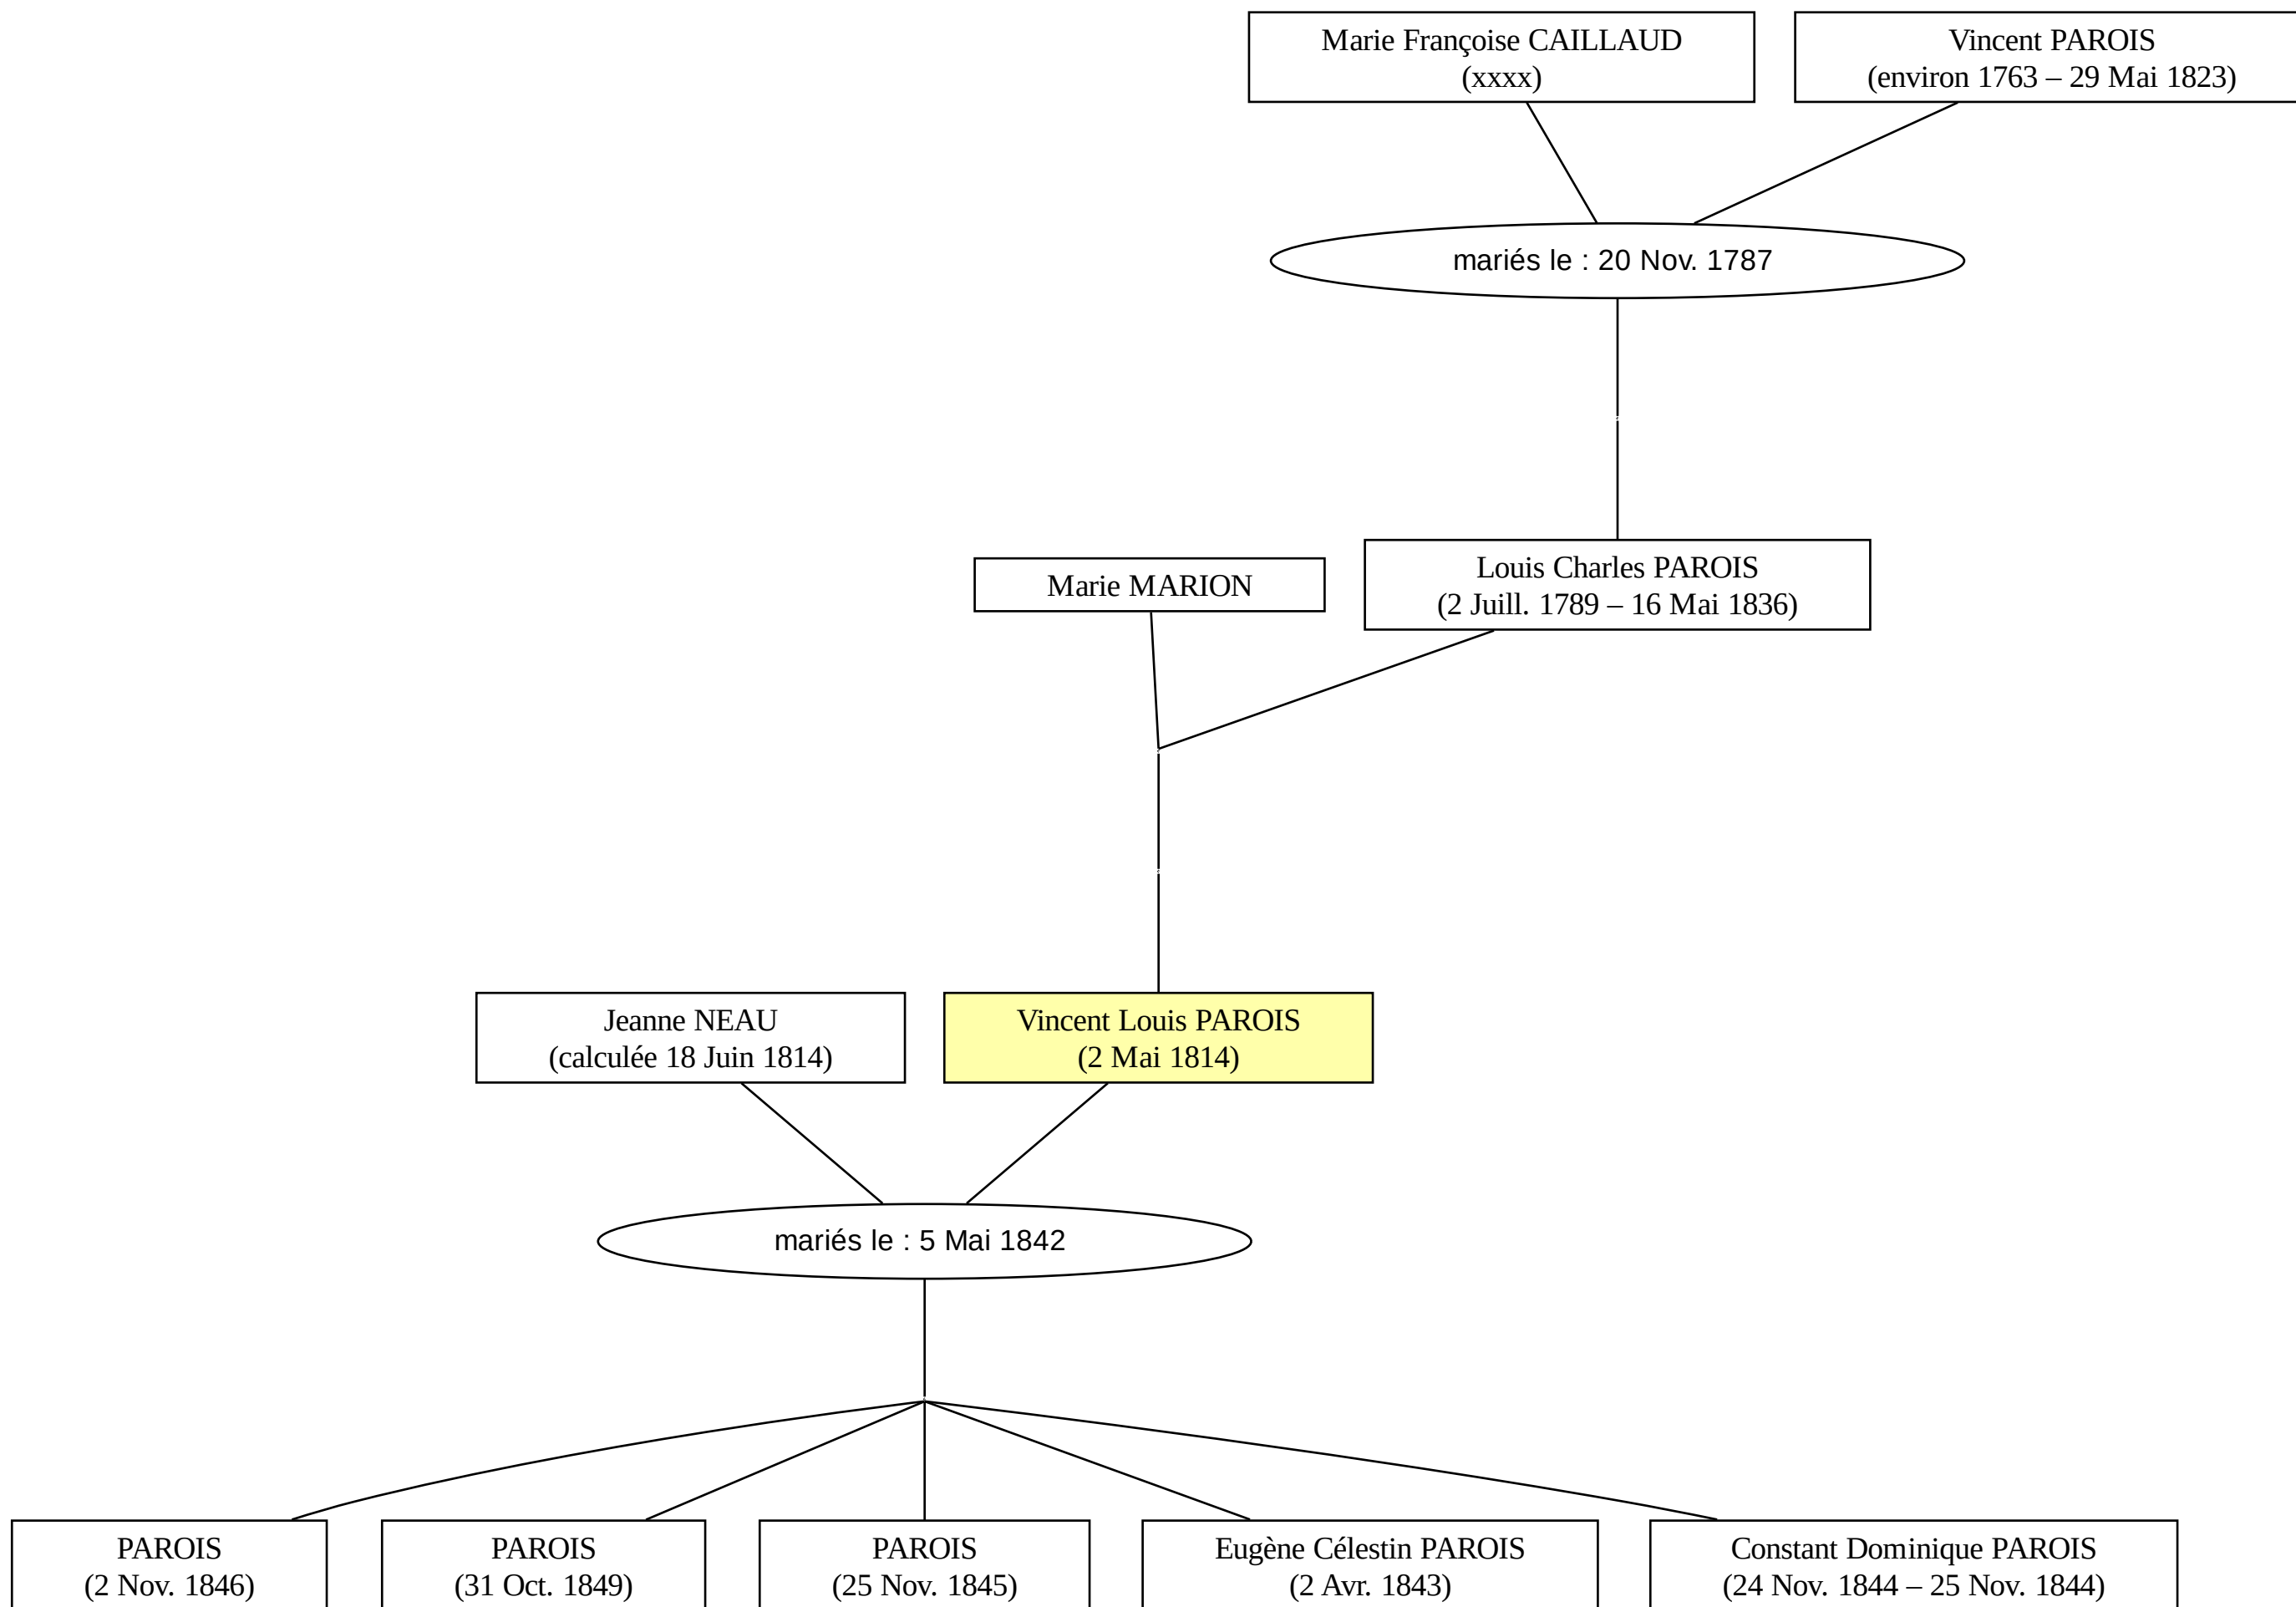 Marie Françoise CAILLAUD
(xxxx)
Vincent PAROIS
(environ 1763 – 29 Mai 1823)
mariés le : 20 Nov. 1787
Marie MARION
Louis Charles PAROIS
(2 Juill. 1789 – 16 Mai 1836)
Jeanne NEAU
(calculée 18 Juin 1814)
Vincent Louis PAROIS
(2 Mai 1814)
mariés le : 5 Mai 1842
PAROIS
(2 Nov. 1846)
PAROIS
(31 Oct. 1849)
PAROIS
(25 Nov. 1845)
Eugène Célestin PAROIS
(2 Avr. 1843)
Constant Dominique PAROIS
(24 Nov. 1844 – 25 Nov. 1844)